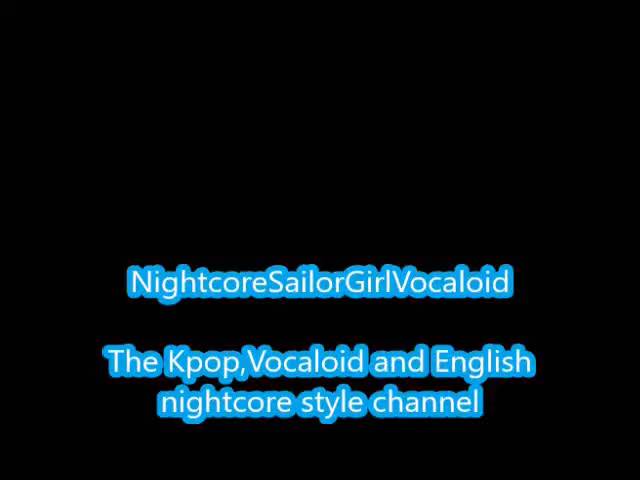 NightcoreSailorGirlVocaloid
The Kpop,Vocaloid and English
nightcore style channel